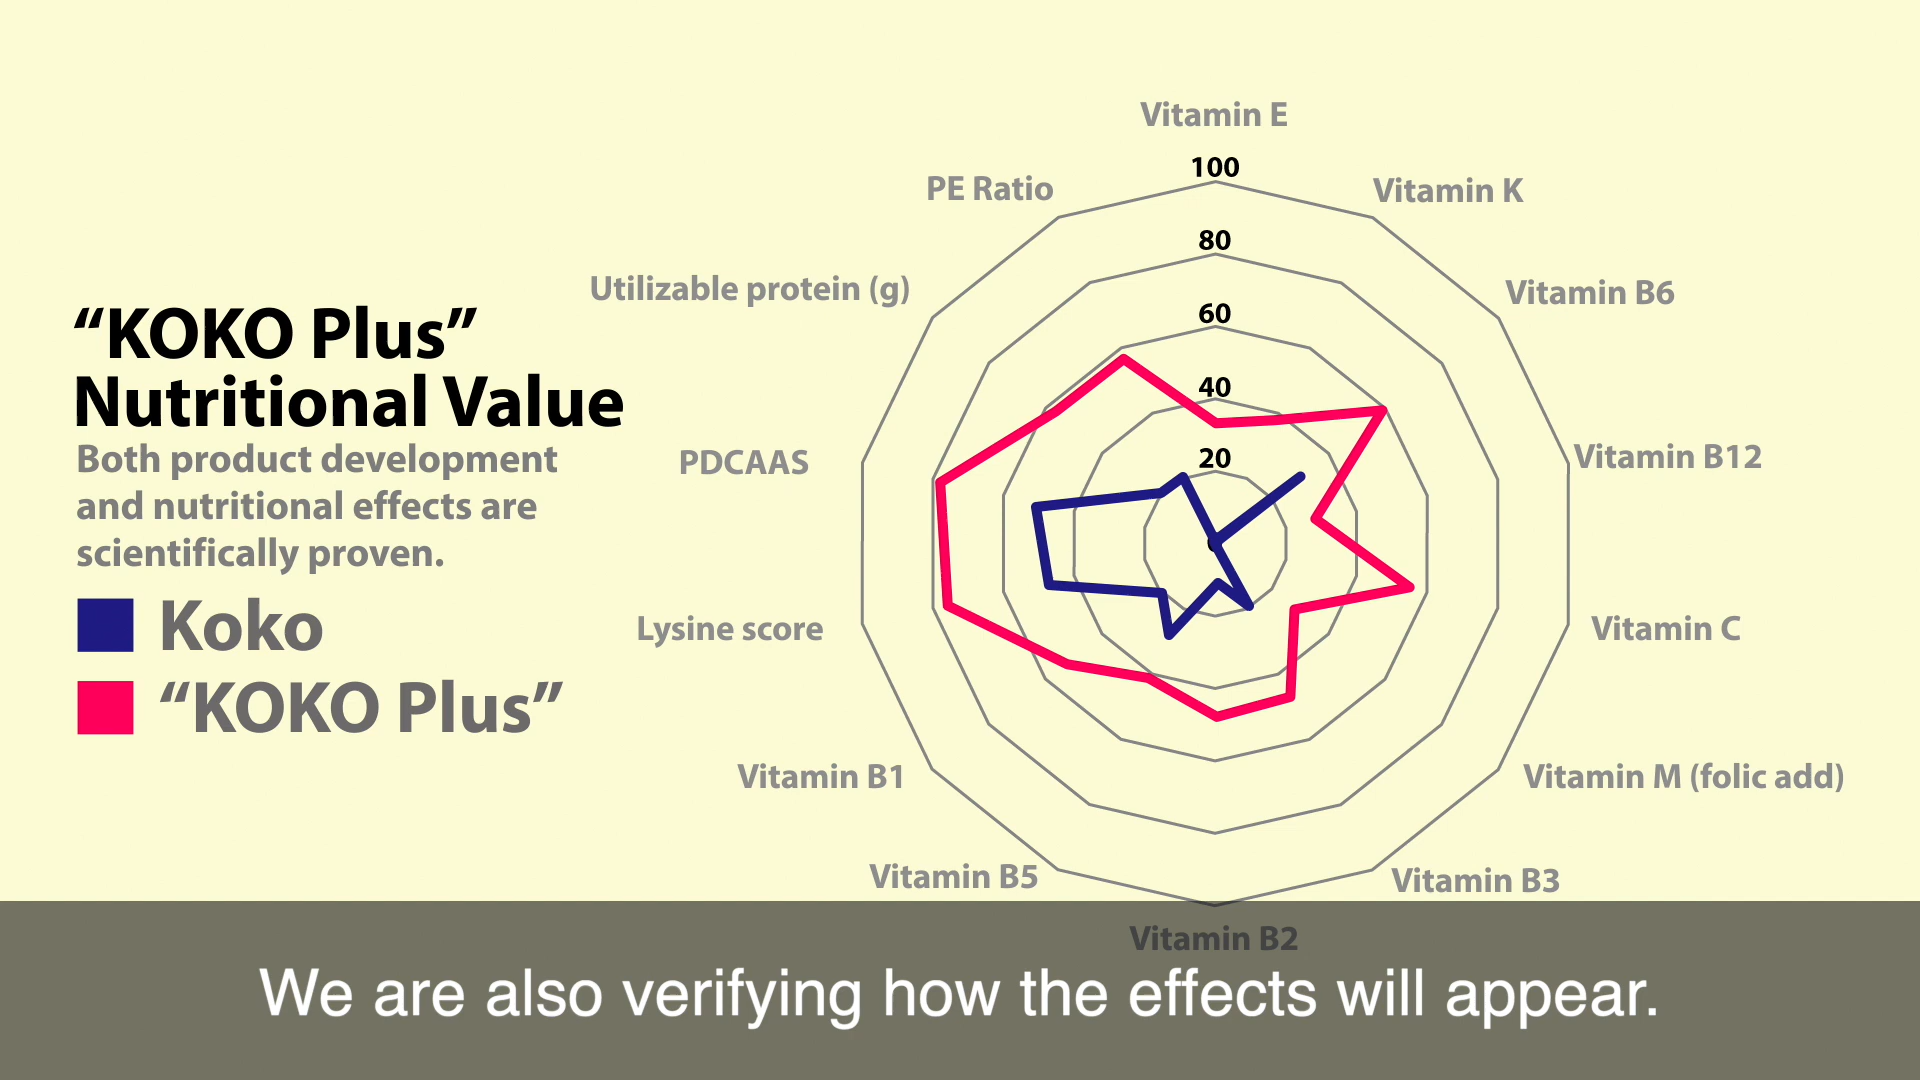 Vitamin E
100
PE Ratio
Vitamin K
80
Utilizable protein (g)
Vitamin B6
60
“KOKO Plus”
Nutritional Value
40
Both product development
and nutritional effects are
scientifically proven.
PDCAAS
20
Vitamin B12
Koko
“KOKO Plus”
Lysine score
Vitamin C
Vitamin B1
Vitamin M (folic add)
Vitamin B5
Vitamin B3
Vitamin B2
We are also verifying how the effects will appear.